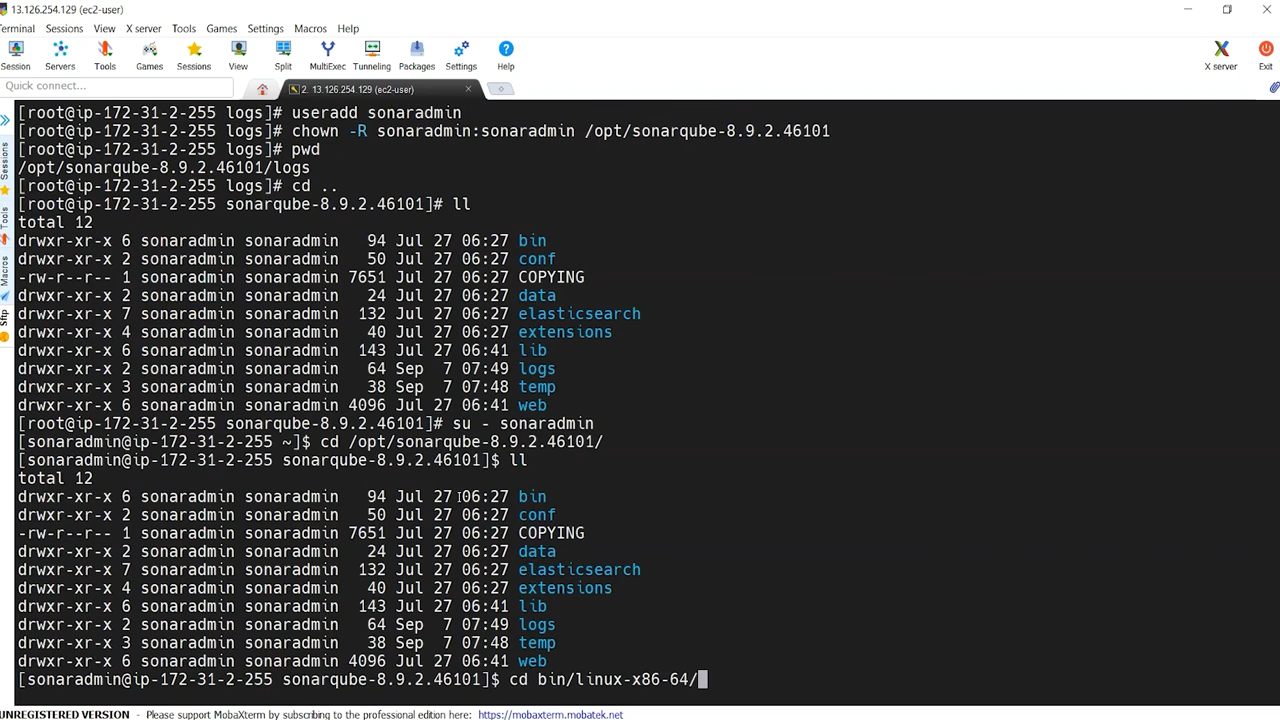 13.126.254.129 (ec2-user)
Terminal Sessions View X server Tools Games Settings Macros Help
Session Servers Tools Games Sessions View Split MultiExec Tunneling Packages Settings Help X server Exit
Quick connect...
2. 13.126.254.129 (ec2-user)
Sessions
Tools
Macros
Sftp
[root@ip-172-31-2-255 logs]# useradd sonaradmin
[root@ip-172-31-2-255 logs]# chown -R sonaradmin:sonaradmin /opt/sonarqube-8.9.2.46101
[root@ip-172-31-2-255 logs]# pwd
/opt/sonarqube-8.9.2.46101/logs
[root@ip-172-31-2-255 logs]# cd ..
[root@ip-172-31-2-255 sonarqube-8.9.2.46101]# ll
total 12
drwxr-xr-x 6 sonaradmin sonaradmin   94 Jul 27 06:27 bin
drwxr-xr-x 2 sonaradmin sonaradmin   50 Jul 27 06:27 conf
-rw-r--r-- 1 sonaradmin sonaradmin 7651 Jul 27 06:27 COPYING
drwxr-xr-x 2 sonaradmin sonaradmin   24 Jul 27 06:27 data
drwxr-xr-x 7 sonaradmin sonaradmin  132 Jul 27 06:27 elasticsearch
drwxr-xr-x 4 sonaradmin sonaradmin   40 Jul 27 06:27 extensions
drwxr-xr-x 6 sonaradmin sonaradmin  143 Jul 27 06:41 lib
drwxr-xr-x 2 sonaradmin sonaradmin   64 Sep  7 07:49 logs
drwxr-xr-x 3 sonaradmin sonaradmin   38 Sep  7 07:48 temp
drwxr-xr-x 6 sonaradmin sonaradmin 4096 Jul 27 06:41 web
[root@ip-172-31-2-255 sonarqube-8.9.2.46101]# su - sonaradmin
[sonaradmin@ip-172-31-2-255 ~]$ cd /opt/sonarqube-8.9.2.46101/
[sonaradmin@ip-172-31-2-255 sonarqube-8.9.2.46101]$ ll
total 12
drwxr-xr-x 6 sonaradmin sonaradmin   94 Jul 27 06:27 bin
drwxr-xr-x 2 sonaradmin sonaradmin   50 Jul 27 06:27 conf
-rw-r--r-- 1 sonaradmin sonaradmin 7651 Jul 27 06:27 COPYING
drwxr-xr-x 2 sonaradmin sonaradmin   24 Jul 27 06:27 data
drwxr-xr-x 7 sonaradmin sonaradmin  132 Jul 27 06:27 elasticsearch
drwxr-xr-x 4 sonaradmin sonaradmin   40 Jul 27 06:27 extensions
drwxr-xr-x 6 sonaradmin sonaradmin  143 Jul 27 06:41 lib
drwxr-xr-x 2 sonaradmin sonaradmin   64 Sep  7 07:49 logs
drwxr-xr-x 3 sonaradmin sonaradmin   38 Sep  7 07:48 temp
drwxr-xr-x 6 sonaradmin sonaradmin 4096 Jul 27 06:41 web
[sonaradmin@ip-172-31-2-255 sonarqube-8.9.2.46101]$ cd bin/linux-x86-64/
UNREGISTERED VERSION - Please support MobaXterm by subscribing to the professional edition here: https://mobaxterm.mobatek.net